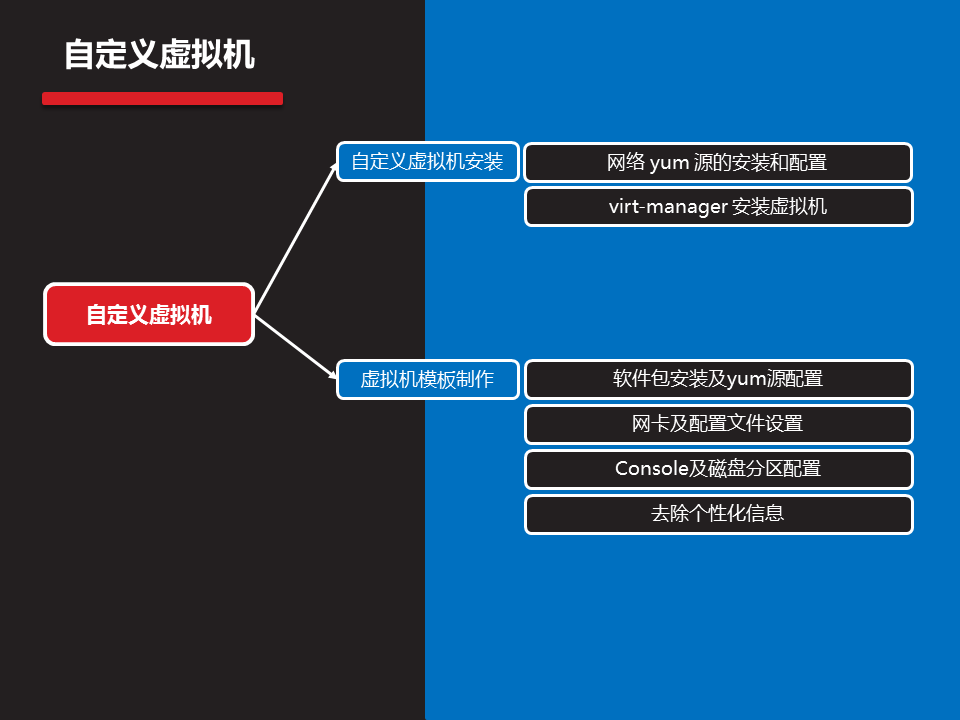 自定义虚拟机
自定义虚拟机安装
网络 yum 源的安装和配置
virt-manager 安装虚拟机
自定义虚拟机
虚拟机模板制作
软件包安装及yum源配置
网卡及配置文件设置
Console及磁盘分区配置
去除个性化信息